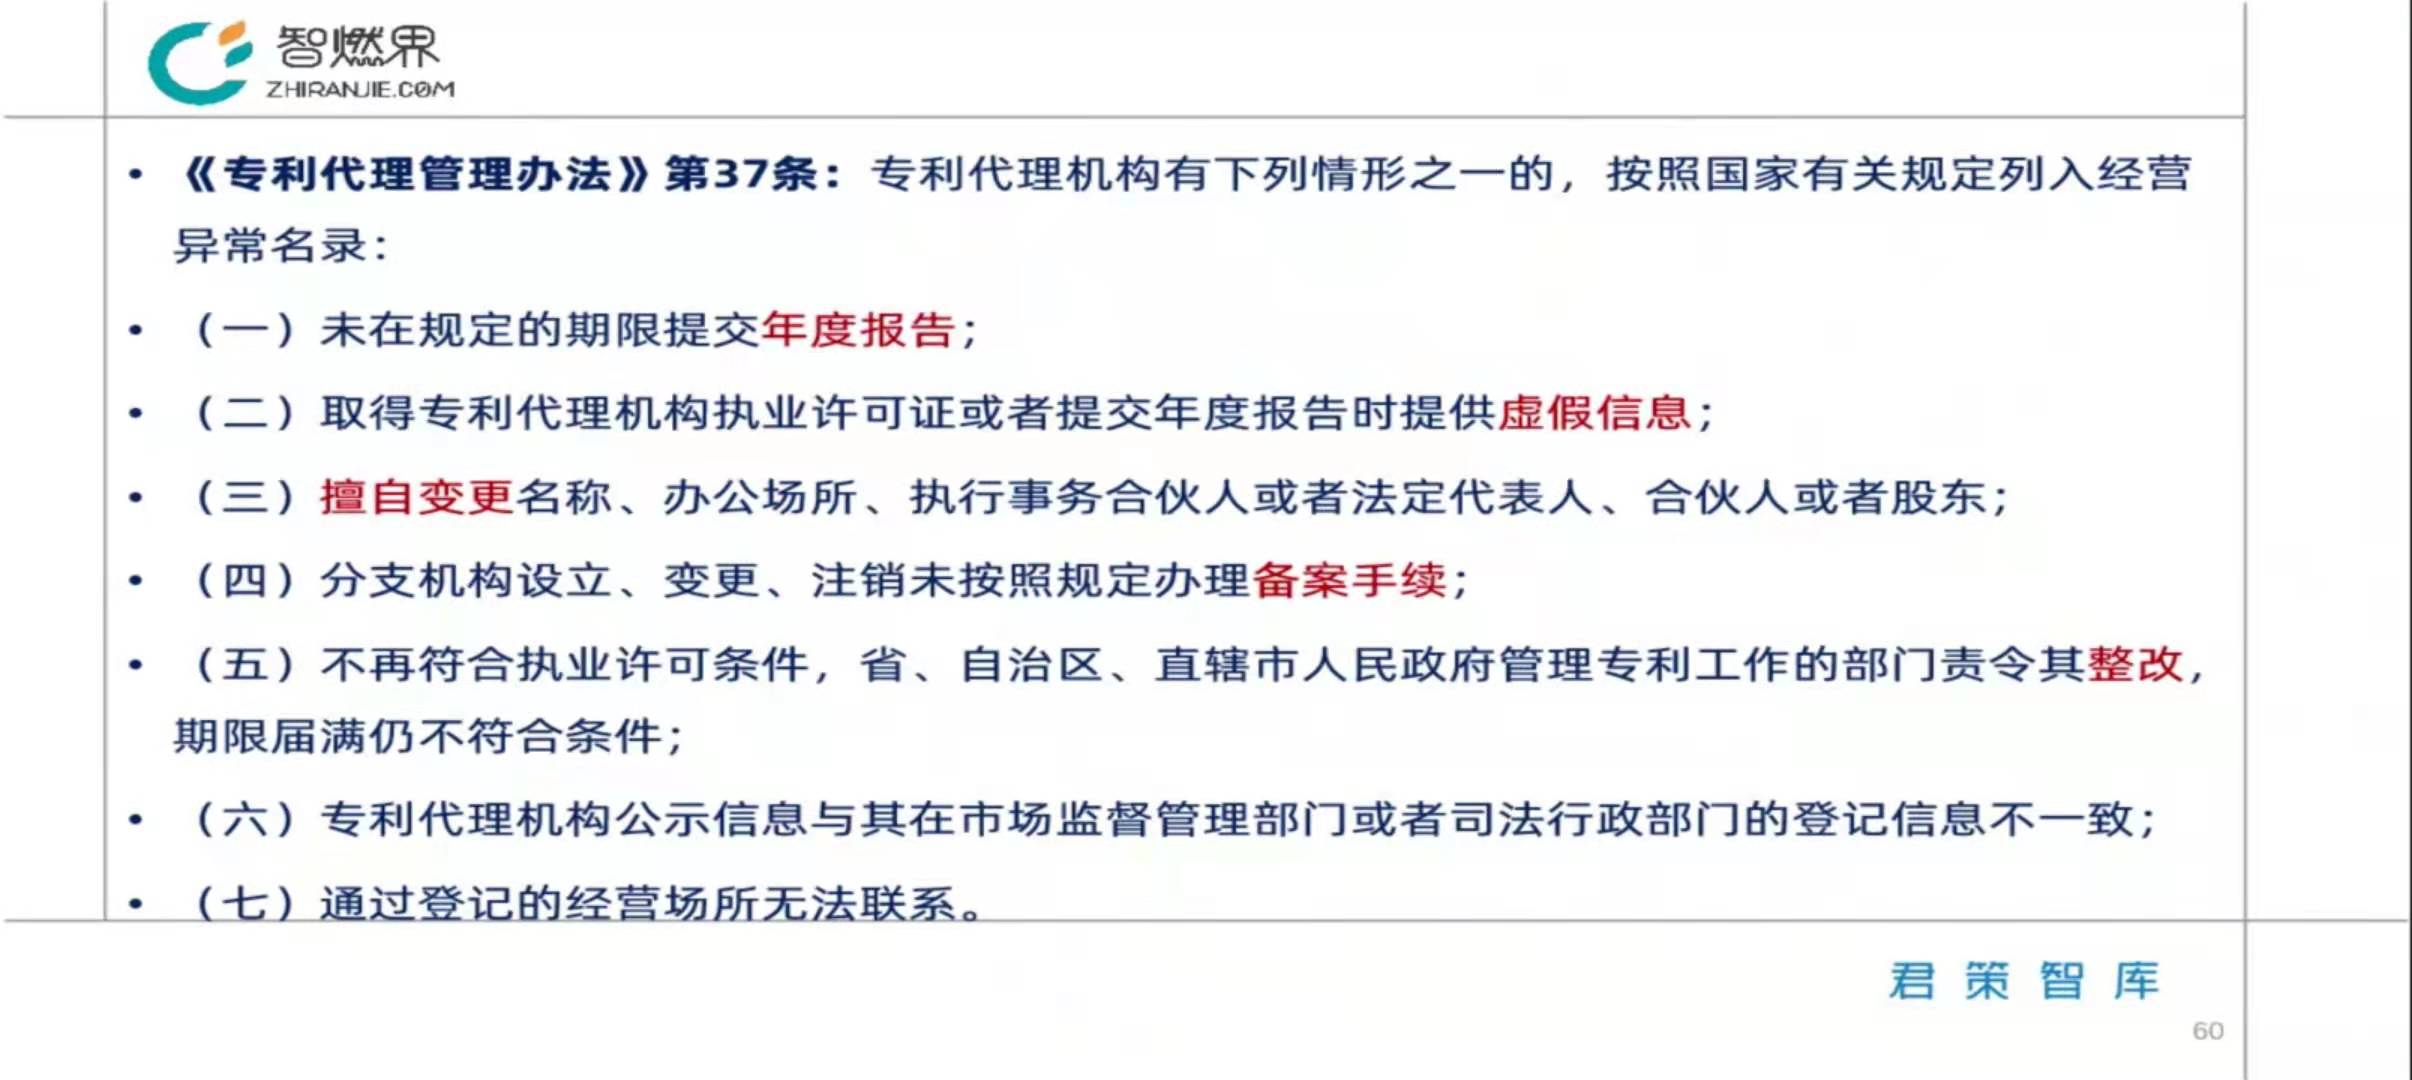 智燃界
ZHIRANJIE.COM
• 《专利代理管理办法》第37条：专利代理机构有下列情形之一的，按照国家有关规定列入经营
异常名录：
• （一）未在规定的期限提交年度报告；
• （二）取得专利代理机构执业许可证或者提交年度报告时提供虚假信息；
• （三）擅自变更名称、办公场所、执行事务合伙人或者法定代表人、合伙人或者股东；
• （四）分支机构设立、变更、注销未按照规定办理备案手续；
• （五）不再符合执业许可条件，省、自治区、直辖市人民政府管理专利工作的部门责令其整改，
期限届满仍不符合条件；
• （六）专利代理机构公示信息与其在市场监督管理部门或者司法行政部门的登记信息不一致；
• （七）通过登记的经营场所无法联系。
君策智库
60